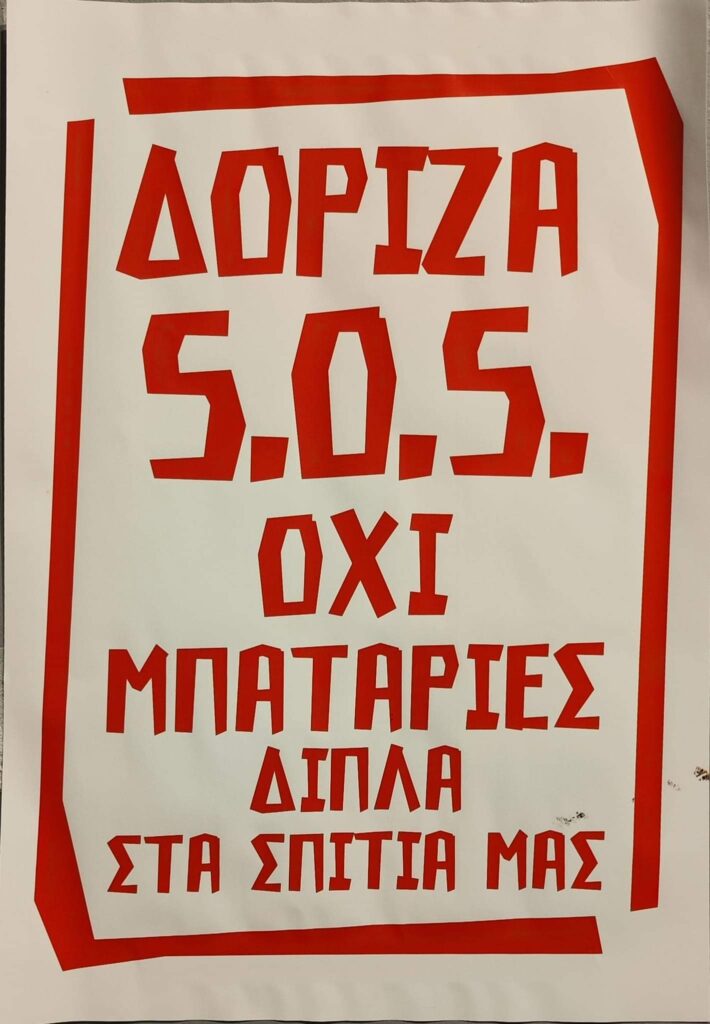 ΔΟΡΙΖΑ
S.O.S.
ΟΧΙ
ΜΠΑΤΑΡΙΕΣ
ΔΙΠΛΑ
ΣΤΑ ΣΠΙΤΙΑ ΜΑΣ